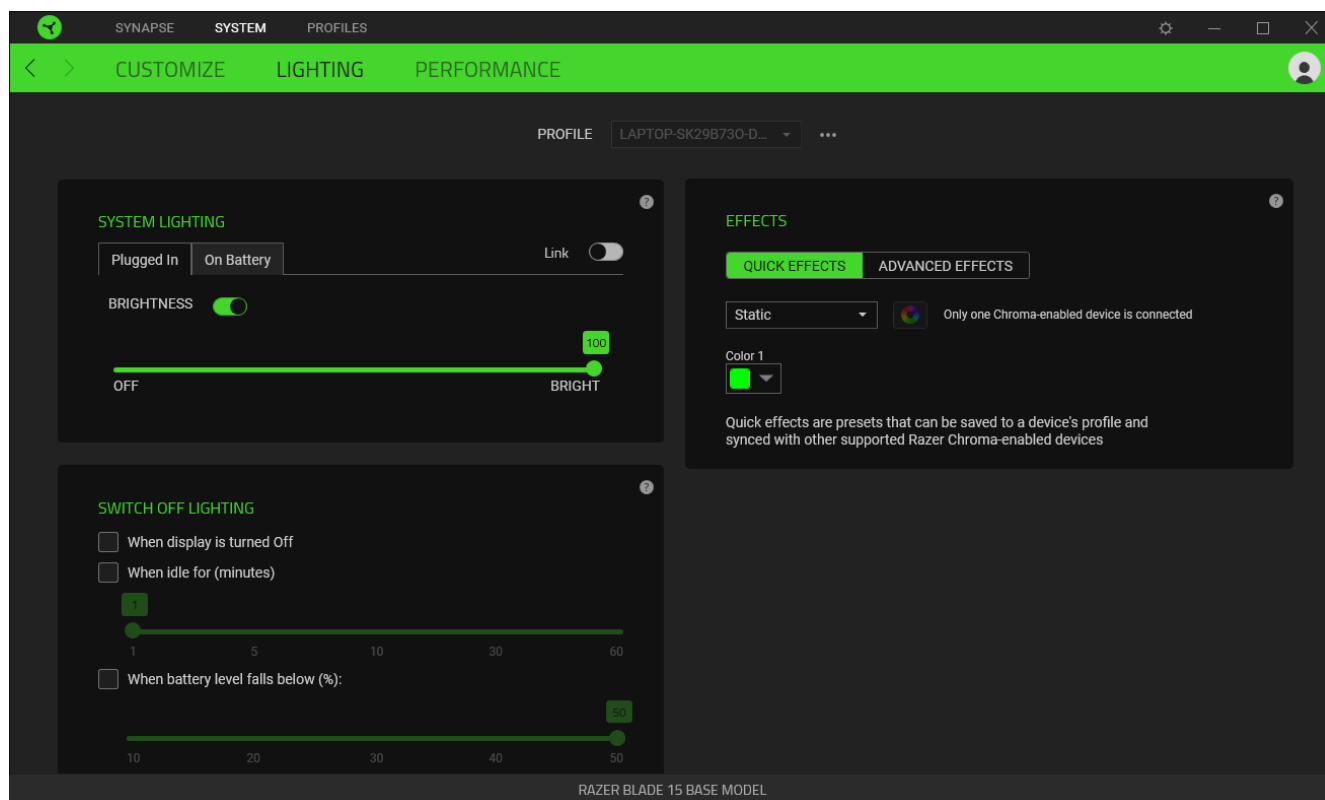 SYNAPSE SYSTEM PROFILES
CUSTOMIZE LIGHTING PERFORMANCE
PROFILE LAPTOP-SK29B73O-D... •••
SYSTEM LIGHTING
Plugged In On Battery Link
BRIGHTNESS
100
OFF BRIGHT
EFFECTS
QUICK EFFECTS ADVANCED EFFECTS
Static Only one Chroma-enabled device is connected
Color 1
Quick effects are presets that can be saved to a device's profile and
synced with other supported Razer Chroma-enabled devices
SWITCH OFF LIGHTING
When display is turned Off
When idle for (minutes)
1
1 5 10 30 60
When battery level falls below (%):
50
10 20 30 40 50
RAZER BLADE 15 BASE MODEL